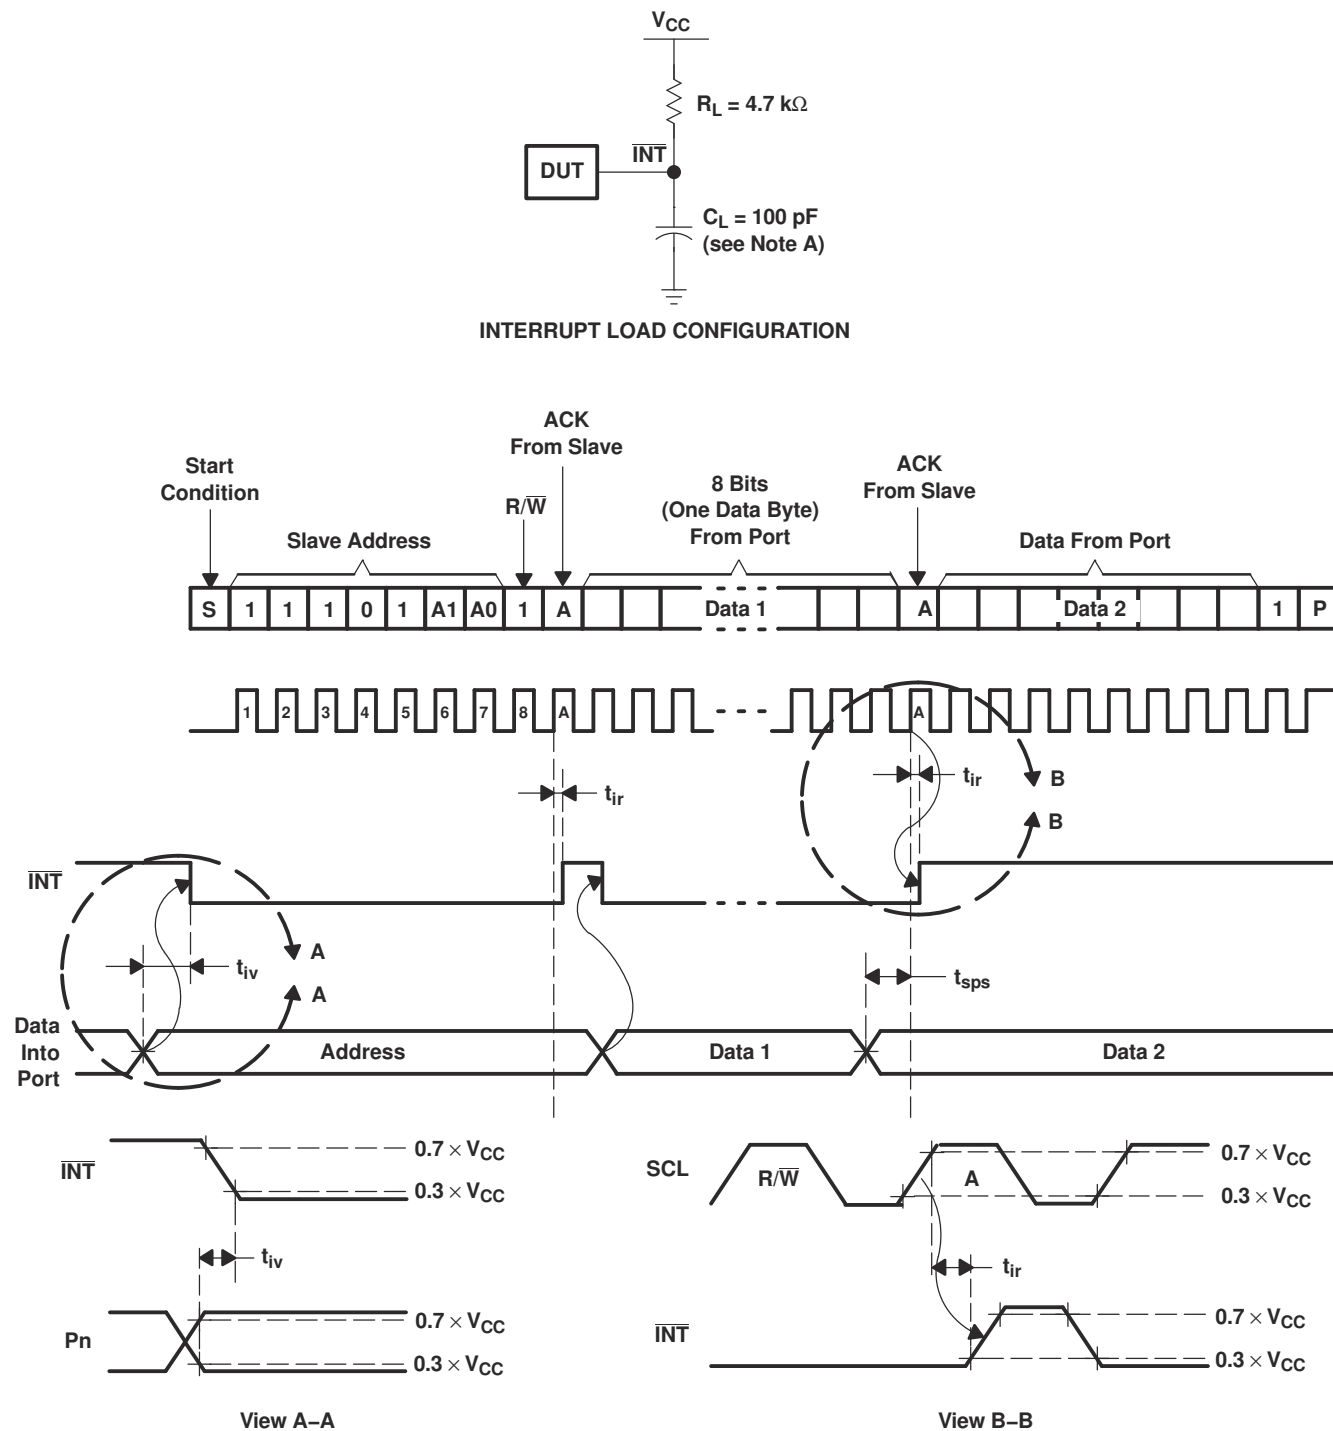 VCC
RL = 4.7 kΩ
INT
DUT
CL = 100 pF
(see Note A)
INTERRUPT LOAD CONFIGURATION
ACK
From Slave
Start
Condition
R/W
8 Bits
(One Data Byte)
From Port
ACK
From Slave
Slave Address
Data From Port
S 1 1 1 0 1 A1 A0 1 A Data 1 A Data 2 1 P
1 2 3 4 5 6 7 8 A A
tir
tir
B
B
INT
A
tiv
A
tsps
Data
Into
Port
Address
Data 1
Data 2
INT
0.7 × VCC
0.3 × VCC
tiv
Pn
0.7 × VCC
0.3 × VCC
View A–A
SCL
R/W
A
0.7 × VCC
0.3 × VCC
tir
INT
0.7 × VCC
0.3 × VCC
View B–B